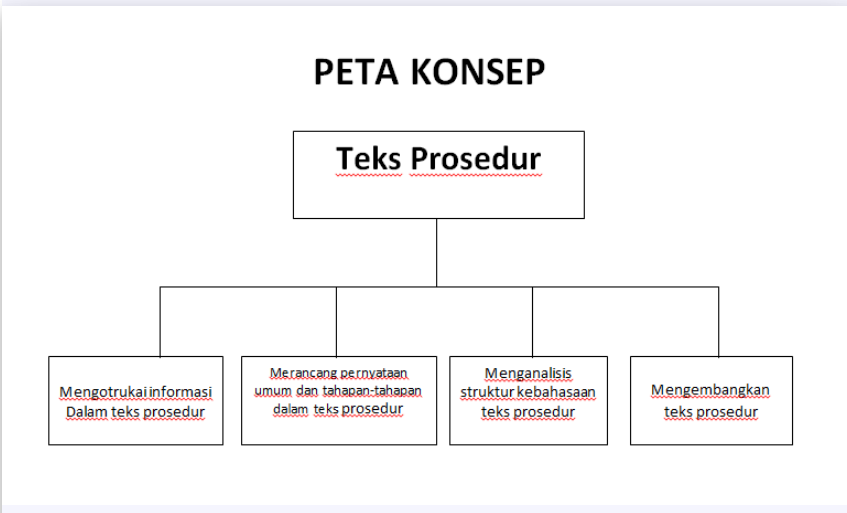 PETA KONSEP
Teks Prosedur
Mengotrukai informasi
Dalam teks prosedur
Merancang pernyataan
umum dan tahapan-tahapan
dalam teks prosedur
Menganalisis
struktur kebahasaan
teks prosedur
Mengembangkan
teks prosedur